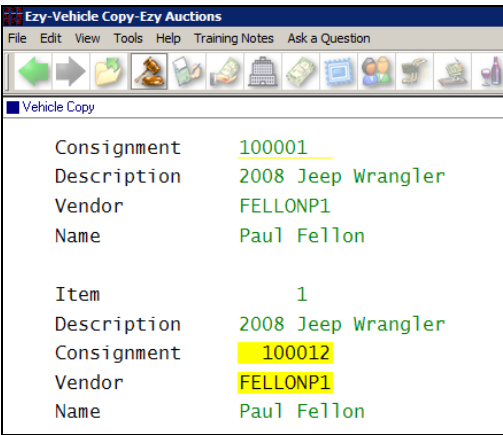 Ezy-Vehicle Copy-Ezy Auctions
File Edit View Tools Help Training Notes Ask a Question
Vehicle Copy
Consignment 100001
Description 2008 Jeep Wrangler
Vendor FELLONP1
Name Paul Fellon
Item 1
Description 2008 Jeep Wrangler
Consignment 100012
Vendor FELLONP1
Name Paul Fellon